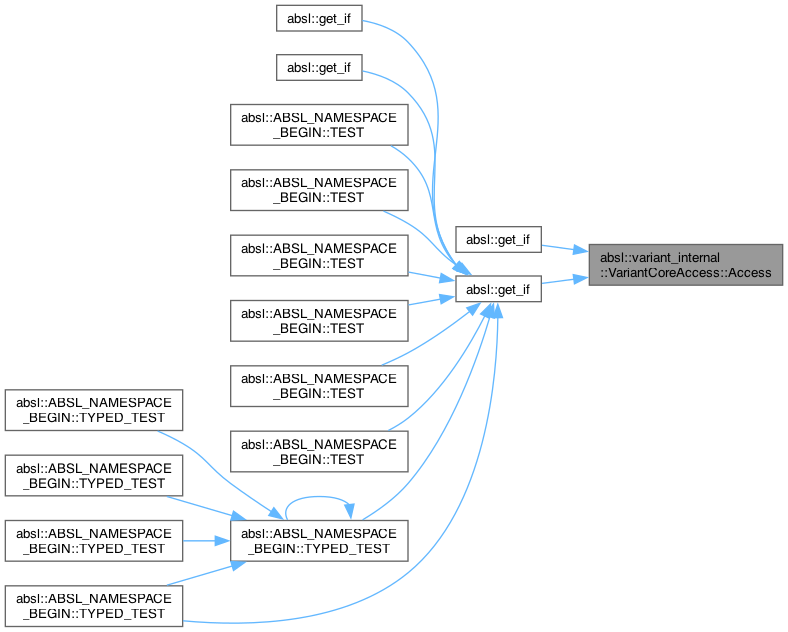 absl::get_if
absl::get_if
absl::ABSL_NAMESPACE
_BEGIN::TEST
absl::ABSL_NAMESPACE
_BEGIN::TEST
absl::get_if
absl::variant_internal
::VariantCoreAccess::Access
absl::ABSL_NAMESPACE
_BEGIN::TEST
absl::get_if
absl::ABSL_NAMESPACE
_BEGIN::TEST
absl::ABSL_NAMESPACE
_BEGIN::TEST
absl::ABSL_NAMESPACE
_BEGIN::TYPED_TEST
absl::ABSL_NAMESPACE
_BEGIN::TEST
absl::ABSL_NAMESPACE
_BEGIN::TYPED_TEST
absl::ABSL_NAMESPACE
_BEGIN::TYPED_TEST
absl::ABSL_NAMESPACE
_BEGIN::TYPED_TEST
absl::ABSL_NAMESPACE
_BEGIN::TYPED_TEST